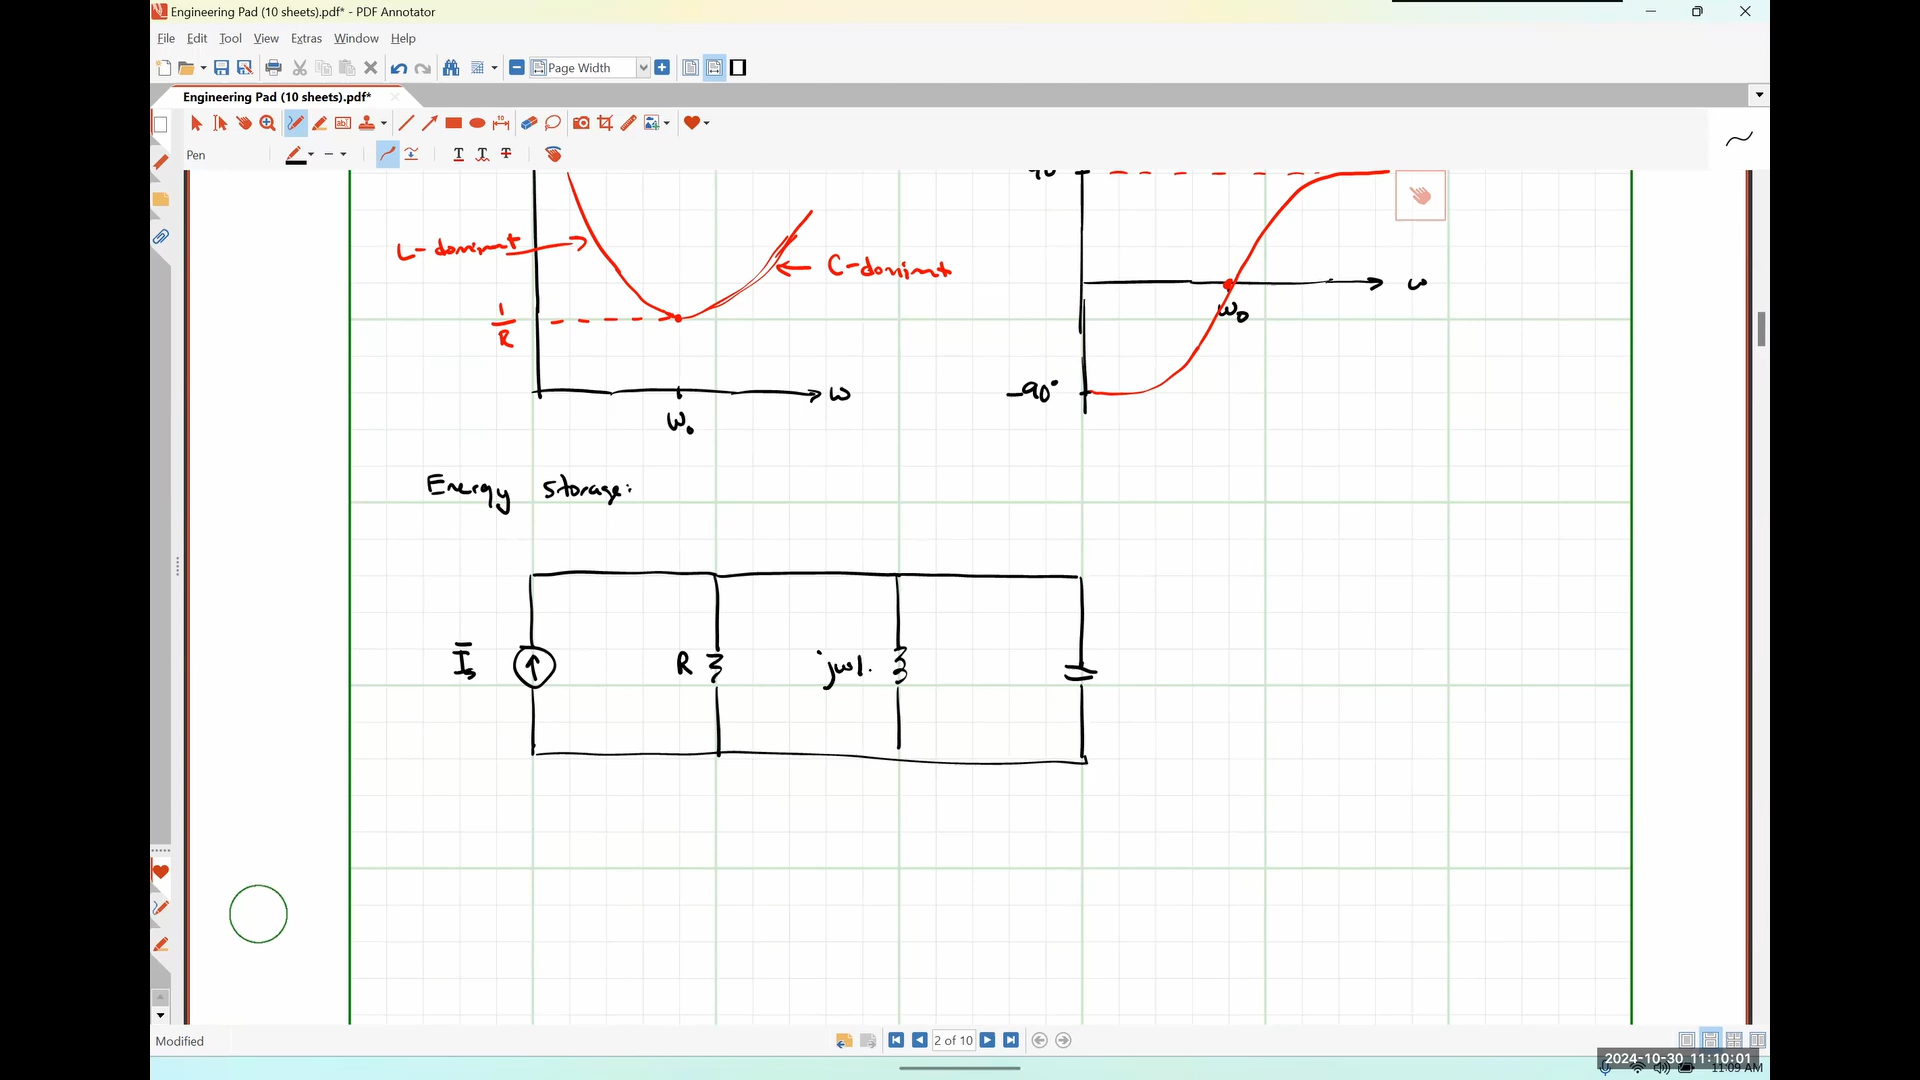 Engineering Pad (10 sheets).pdf* - PDF Annotator
File Edit Tool View Extras Window Help
Page Width
Engineering Pad (10 sheets).pdf*
Pen
L-dominant
C-dominant
1
R
ω
ω₀
ω
ω₀
-90°
Energy storage:
I̅s
R
jωL
Modified
2 of 10
2024-10-30 11:10:01
11:09 AM